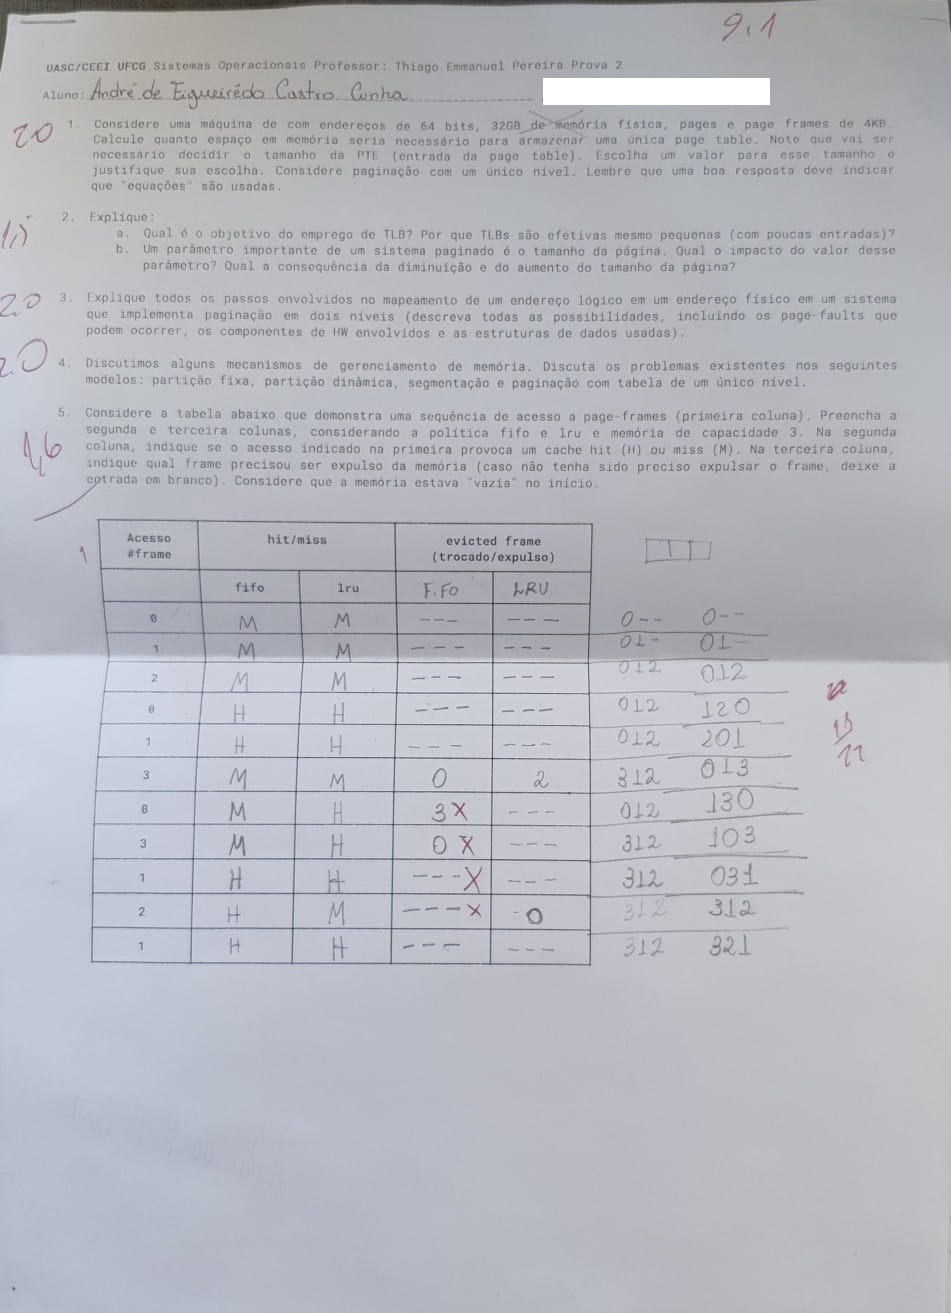 9,1
UASC/CEEI UFCG Sistemas Operacionais Professor: Thiago Emmanuel Pereira Prova 2
Aluno: André de Figueirêdo Castro Cunha
20
1. Considere uma máquina de com endereços de 64 bits, 32GB de memória física, pages e page frames de 4KB.
Calcule quanto espaço em memória seria necessário para armazenar uma única page table. Note que vai ser
necessário decidir o tamanho da PTE (entrada da page table). Escolha um valor para esse tamanho e
justifique sua escolha. Considere paginação com um único nível. Lembre que uma boa resposta deve indicar
que "equações" são usadas.
1,5
2. Explique:
a. Qual é o objetivo do emprego de TLB? Por que TLBs são efetivas mesmo pequenas (com poucas entradas)?
b. Um parâmetro importante de um sistema paginado é o tamanho da página. Qual o impacto do valor desse
parâmetro? Qual a consequência da diminuição e do aumento do tamanho da página?
2,0
3. Explique todos os passos envolvidos no mapeamento de um endereço lógico em um endereço físico em um sistema
que implementa paginação em dois níveis (descreva todas as possibilidades, incluindo os page-faults que
podem ocorrer, os componentes de HW envolvidos e as estruturas de dados usadas).
2.0
4. Discutimos alguns mecanismos de gerenciamento de memória. Discuta os problemas existentes nos seguintes
modelos: partição fixa, partição dinâmica, segmentação e paginação com tabela de um único nível.
1,6
5. Considere a tabela abaixo que demonstra uma sequência de acesso a page-frames (primeira coluna). Preencha a
segunda e terceira colunas, considerando a política fifo e lru e memória de capacidade 3. Na segunda
coluna, indique se o acesso indicado na primeira provoca um cache hit (H) ou miss (M). Na terceira coluna,
indique qual frame precisou ser expulso da memória (caso não tenha sido preciso expulsar o frame, deixe a
entrada em branco). Considere que a memória estava "vazia" no início.
Acesso #frame hit/miss evicted frame (trocado/expulso)
fifo lru FiFO LRU
0 M M --- --- 0-- 0--
1 M M --- --- 01- 01-
2 M M --- --- 012 012
0 H H --- --- 012 120
1 H H --- --- 012 201
3 M M 0 2 312 013
0 M H 3 X --- 012 130
3 M H 0 X --- 312 103
1 H H --- X --- 312 031
2 H M --- x 0 312 312
1 H H --- --- 312 321